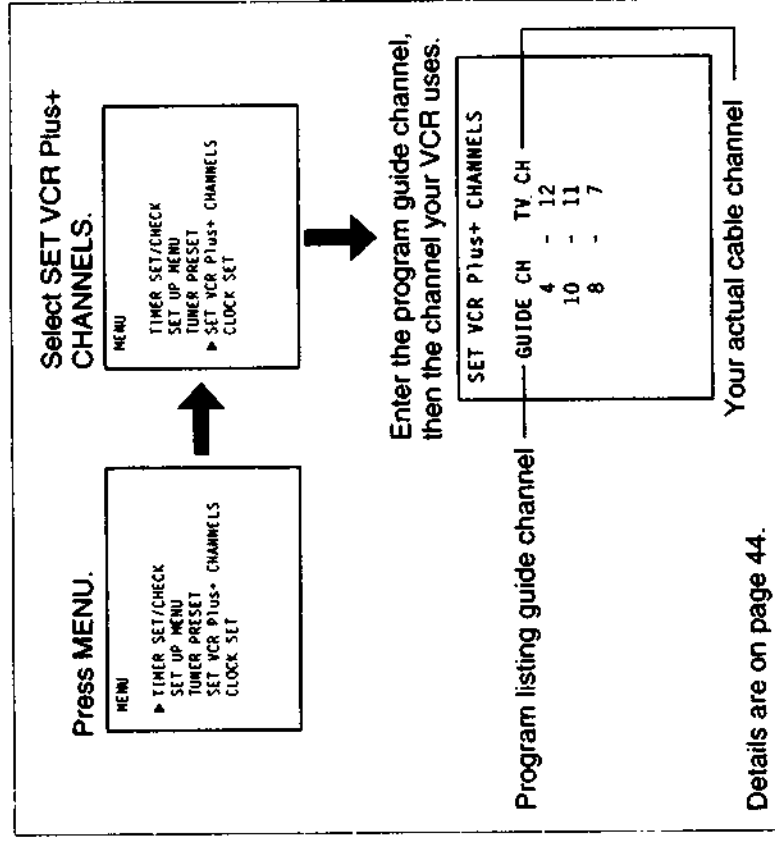 Press MENU.
MENU
▶ TIMER SET/CHECK
SET UP MENU
TUNER PRESET
SET VCR Plus+ CHANNELS
CLOCK SET
Select SET VCR Plus+
CHANNELS.
MENU
TIMER SET/CHECK
SET UP MENU
TUNER PRESET
▶ SET VCR Plus+ CHANNELS
CLOCK SET
Enter the program guide channel,
then the channel your VCR uses.
SET VCR Plus+ CHANNELS
GUIDE CH TV CH
4 - 12
10 - 11
8 - 7
Program listing guide channel
Your actual cable channel
Details are on page 44.